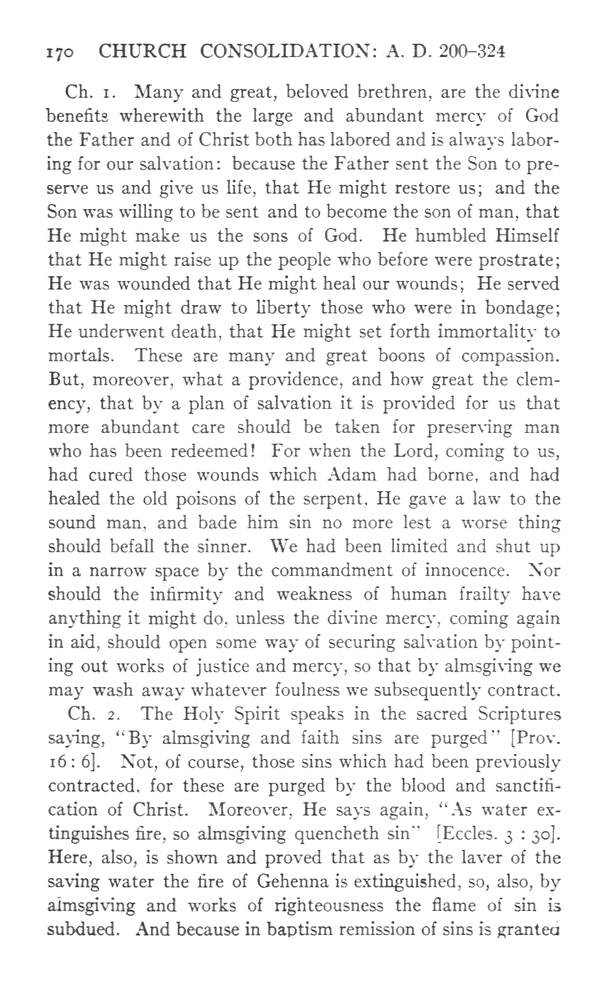 170 CHURCH CONSOLIDATION: A. D. 200–324
Ch. 1. Many and great, beloved brethren, are the divine
benefits wherewith the large and abundant mercy of God
the Father and of Christ both has labored and is always labor-
ing for our salvation: because the Father sent the Son to pre-
serve us and give us life, that He might restore us; and the
Son was willing to be sent and to become the son of man, that
He might make us the sons of God. He humbled Himself
that He might raise up the people who before were prostrate;
He was wounded that He might heal our wounds; He served
that He might draw to liberty those who were in bondage;
He underwent death, that He might set forth immortality to
mortals. These are many and great boons of compassion.
But, moreover, what a providence, and how great the clem-
ency, that by a plan of salvation it is provided for us that
more abundant care should be taken for preserving man
who has been redeemed! For when the Lord, coming to us,
had cured those wounds which Adam had borne, and had
healed the old poisons of the serpent, He gave a law to the
sound man, and bade him sin no more lest a worse thing
should befall the sinner. We had been limited and shut up
in a narrow space by the commandment of innocence. Nor
should the infirmity and weakness of human frailty have
anything it might do, unless the divine mercy, coming again
in aid, should open some way of securing salvation by point-
ing out works of justice and mercy, so that by almsgiving we
may wash away whatever foulness we subsequently contract.
Ch. 2. The Holy Spirit speaks in the sacred Scriptures
saying, “By almsgiving and faith sins are purged” [Prov.
16 : 6]. Not, of course, those sins which had been previously
contracted, for these are purged by the blood and sanctifi-
cation of Christ. Moreover, He says again, “As water ex-
tinguishes fire, so almsgiving quencheth sin” [Eccles. 3 : 30].
Here, also, is shown and proved that as by the laver of the
saving water the fire of Gehenna is extinguished, so, also, by
almsgiving and works of righteousness the flame of sin is
subdued. And because in baptism remission of sins is granted